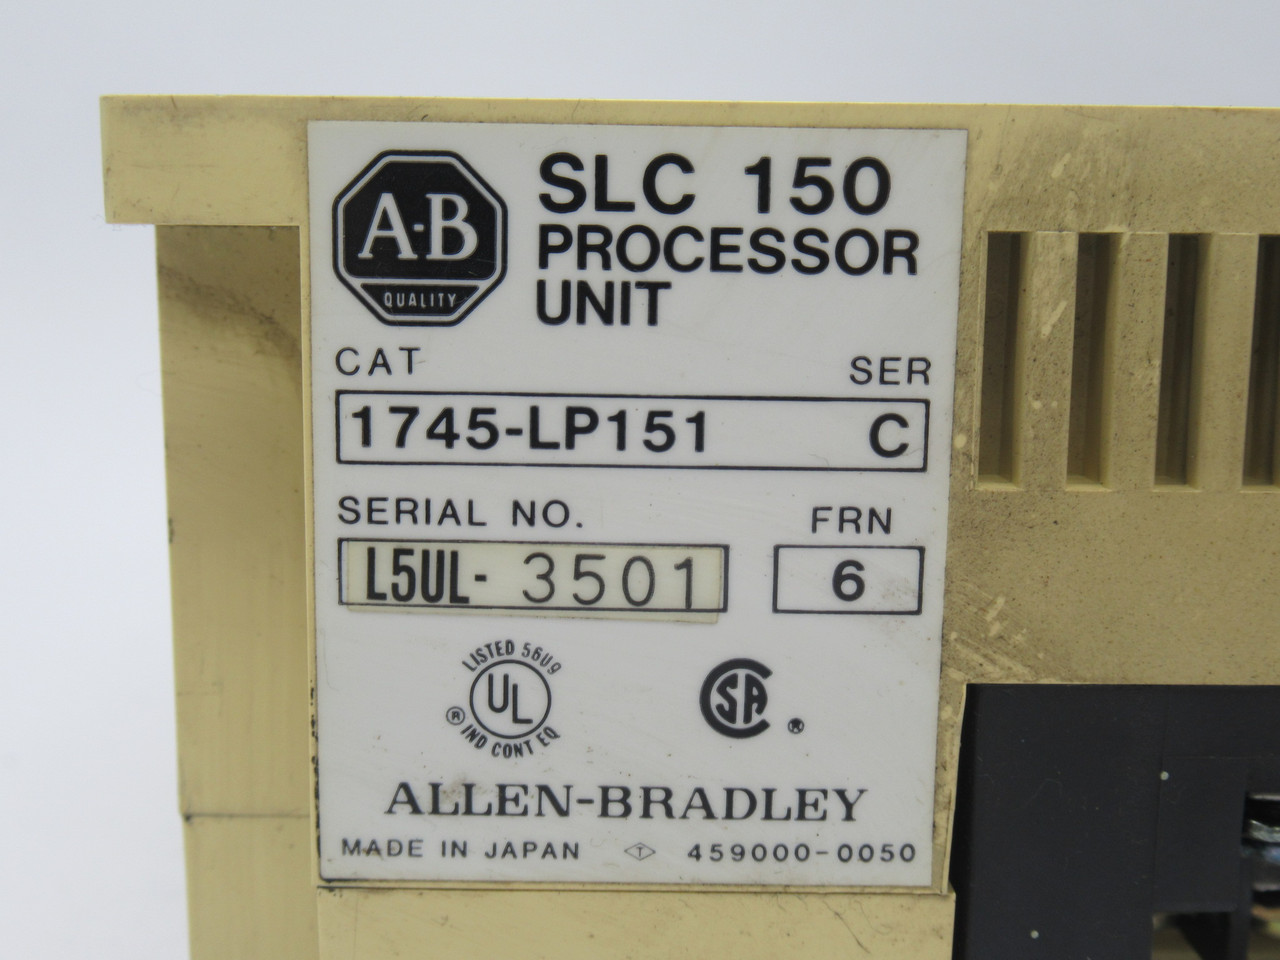 A-B
QUALITY
SLC 150
PROCESSOR
UNIT
CAT SER
1745-LP151 C
SERIAL NO. FRN
L5UL- 3501 6
LISTED 56U9
UL
®
IND CONT EQ
CSA ®
ALLEN-BRADLEY
MADE IN JAPAN T 459000-0050